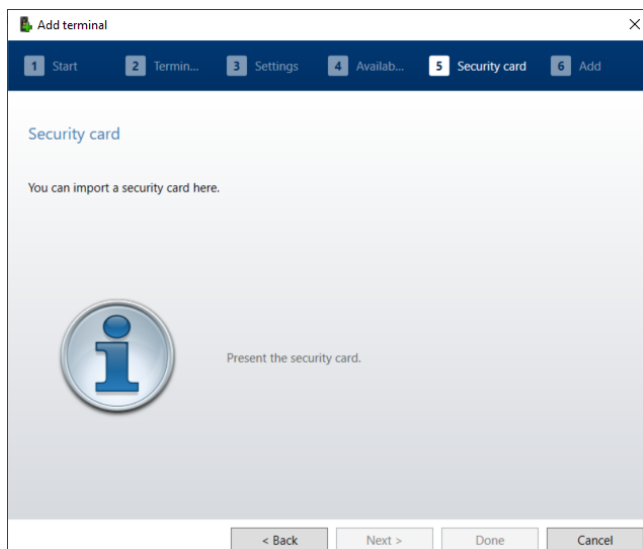 Add terminal
1 Start 2 Termin... 3 Settings 4 Availab... 5 Security card 6 Add
Security card
You can import a security card here.
Present the security card.
< Back Next > Done Cancel